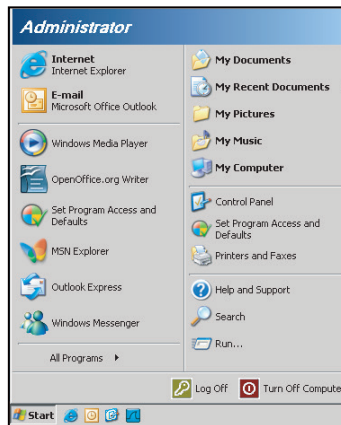 Administrator
Internet
Internet Explorer
E-mail
Microsoft Office Outlook
Windows Media Player
OpenOffice.org Writer
Set Program Access and
Defaults
MSN Explorer
Outlook Express
Windows Messenger
All Programs
My Documents
My Recent Documents
My Pictures
My Music
My Computer
Control Panel
Set Program Access and
Defaults
Printers and Faxes
Help and Support
Search
Run...
Log Off
Turn Off Compute
Start